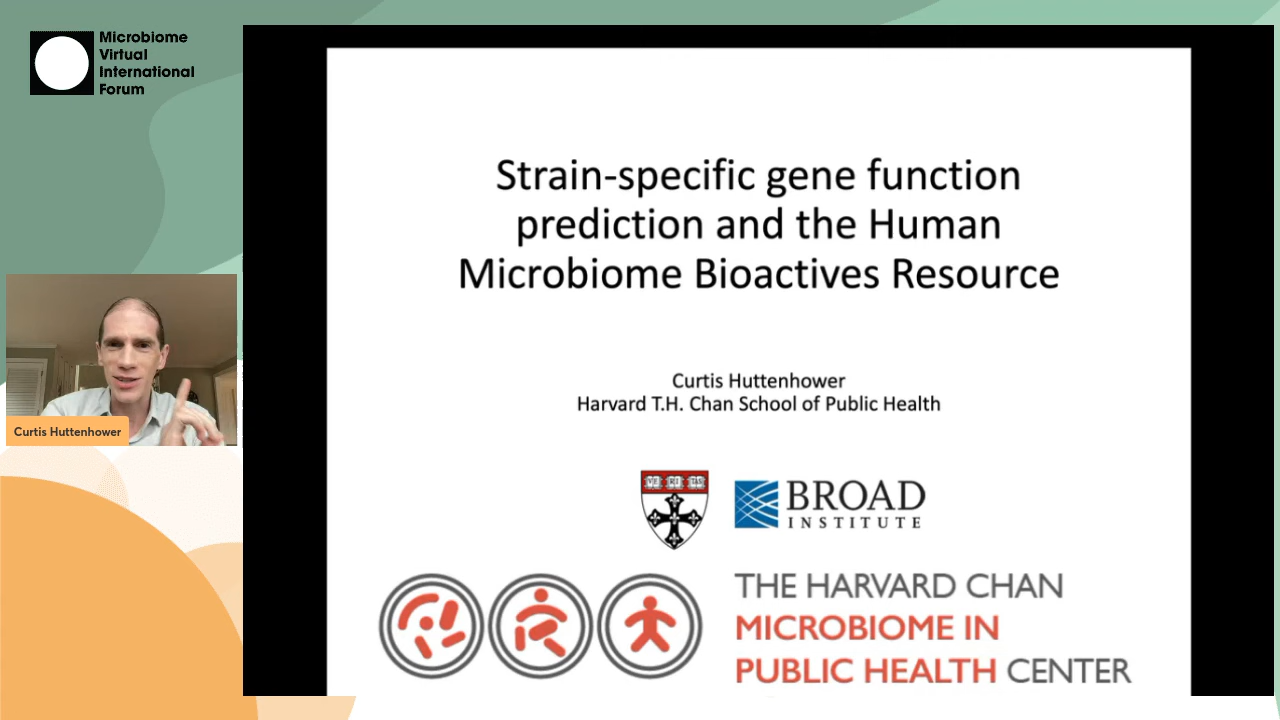 Microbiome
Virtual
International
Forum
Strain-specific gene function
prediction and the Human
Microbiome Bioactives Resource
Curtis Huttenhower
Harvard T.H. Chan School of Public Health
Curtis Huttenhower
BROAD
INSTITUTE
THE HARVARD CHAN
MICROBIOME IN
PUBLIC HEALTH CENTER